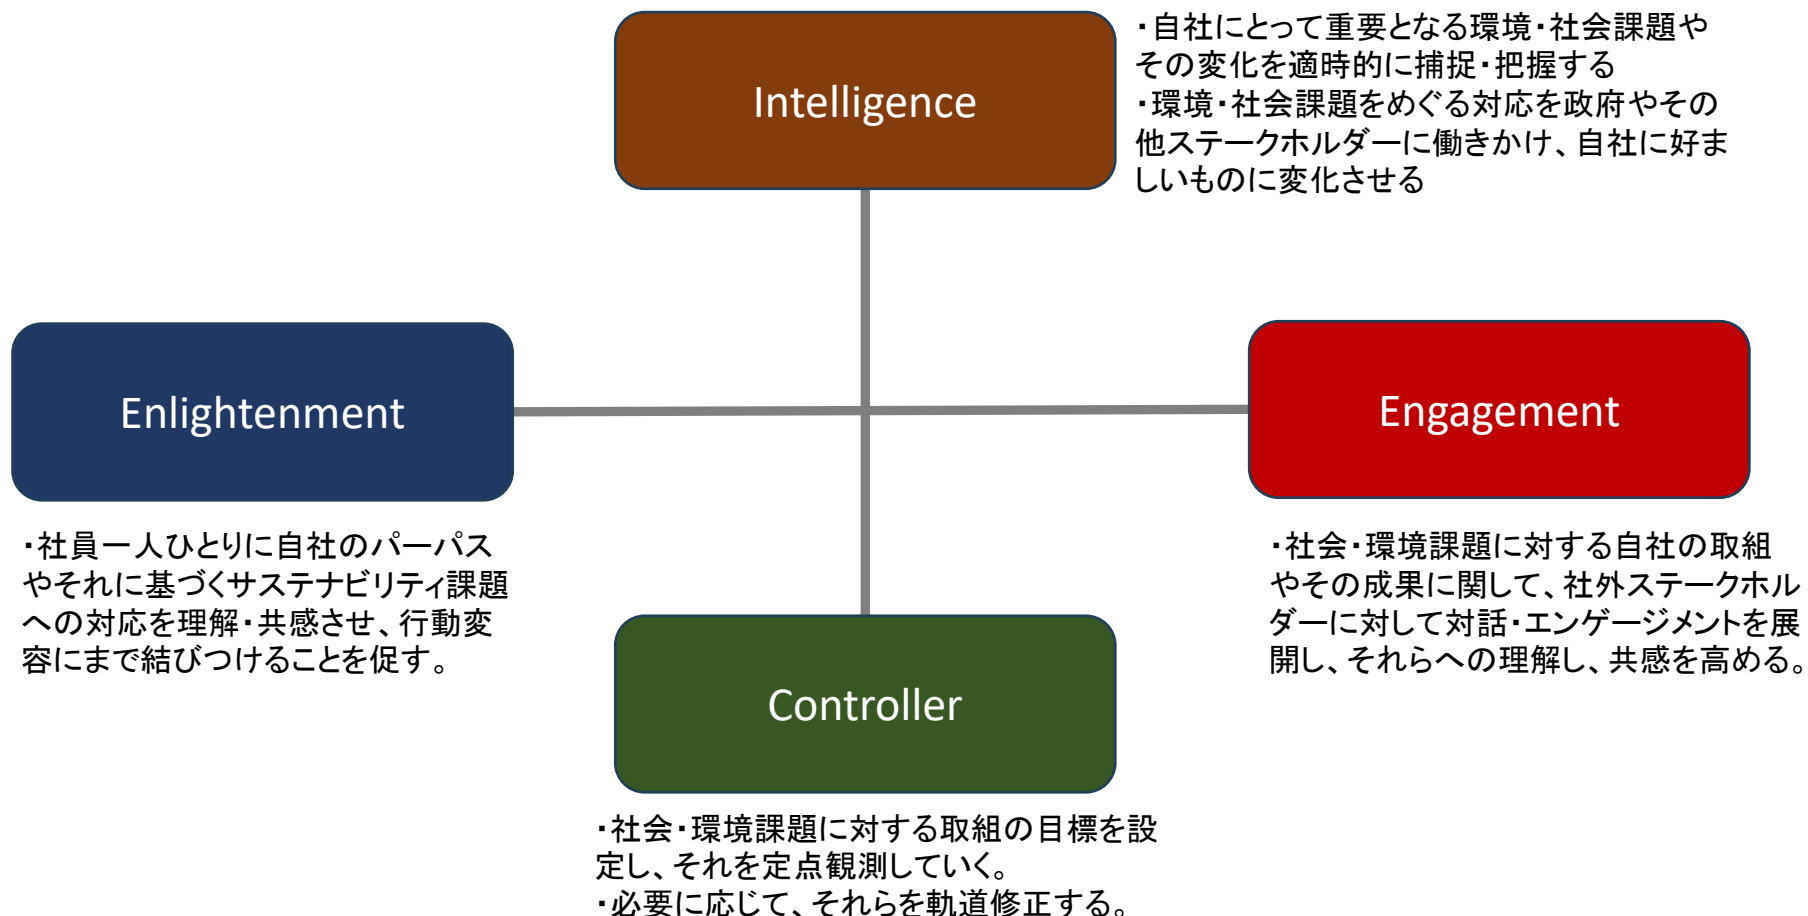 Intelligence
・自社にとって重要となる環境・社会課題や
その変化を適時的に捕捉・把握する
・環境・社会課題をめぐる対応を政府やその
他ステークホルダーに働きかけ、自社に好ま
しいものに変化させる
Enlightenment
Engagement
・社員一人ひとりに自社のパーパス
やそれに基づくサステナビリティ課題
への対応を理解・共感させ、行動変
容にまで結びつけることを促す。
・社会・環境課題に対する自社の取組
やその成果に関して、社外ステークホル
ダーに対して対話・エンゲージメントを展
開し、それらへの理解し、共感を高める。
Controller
・社会・環境課題に対する取組の目標を設
定し、それを定点観測していく。
・必要に応じて、それらを軌道修正する。